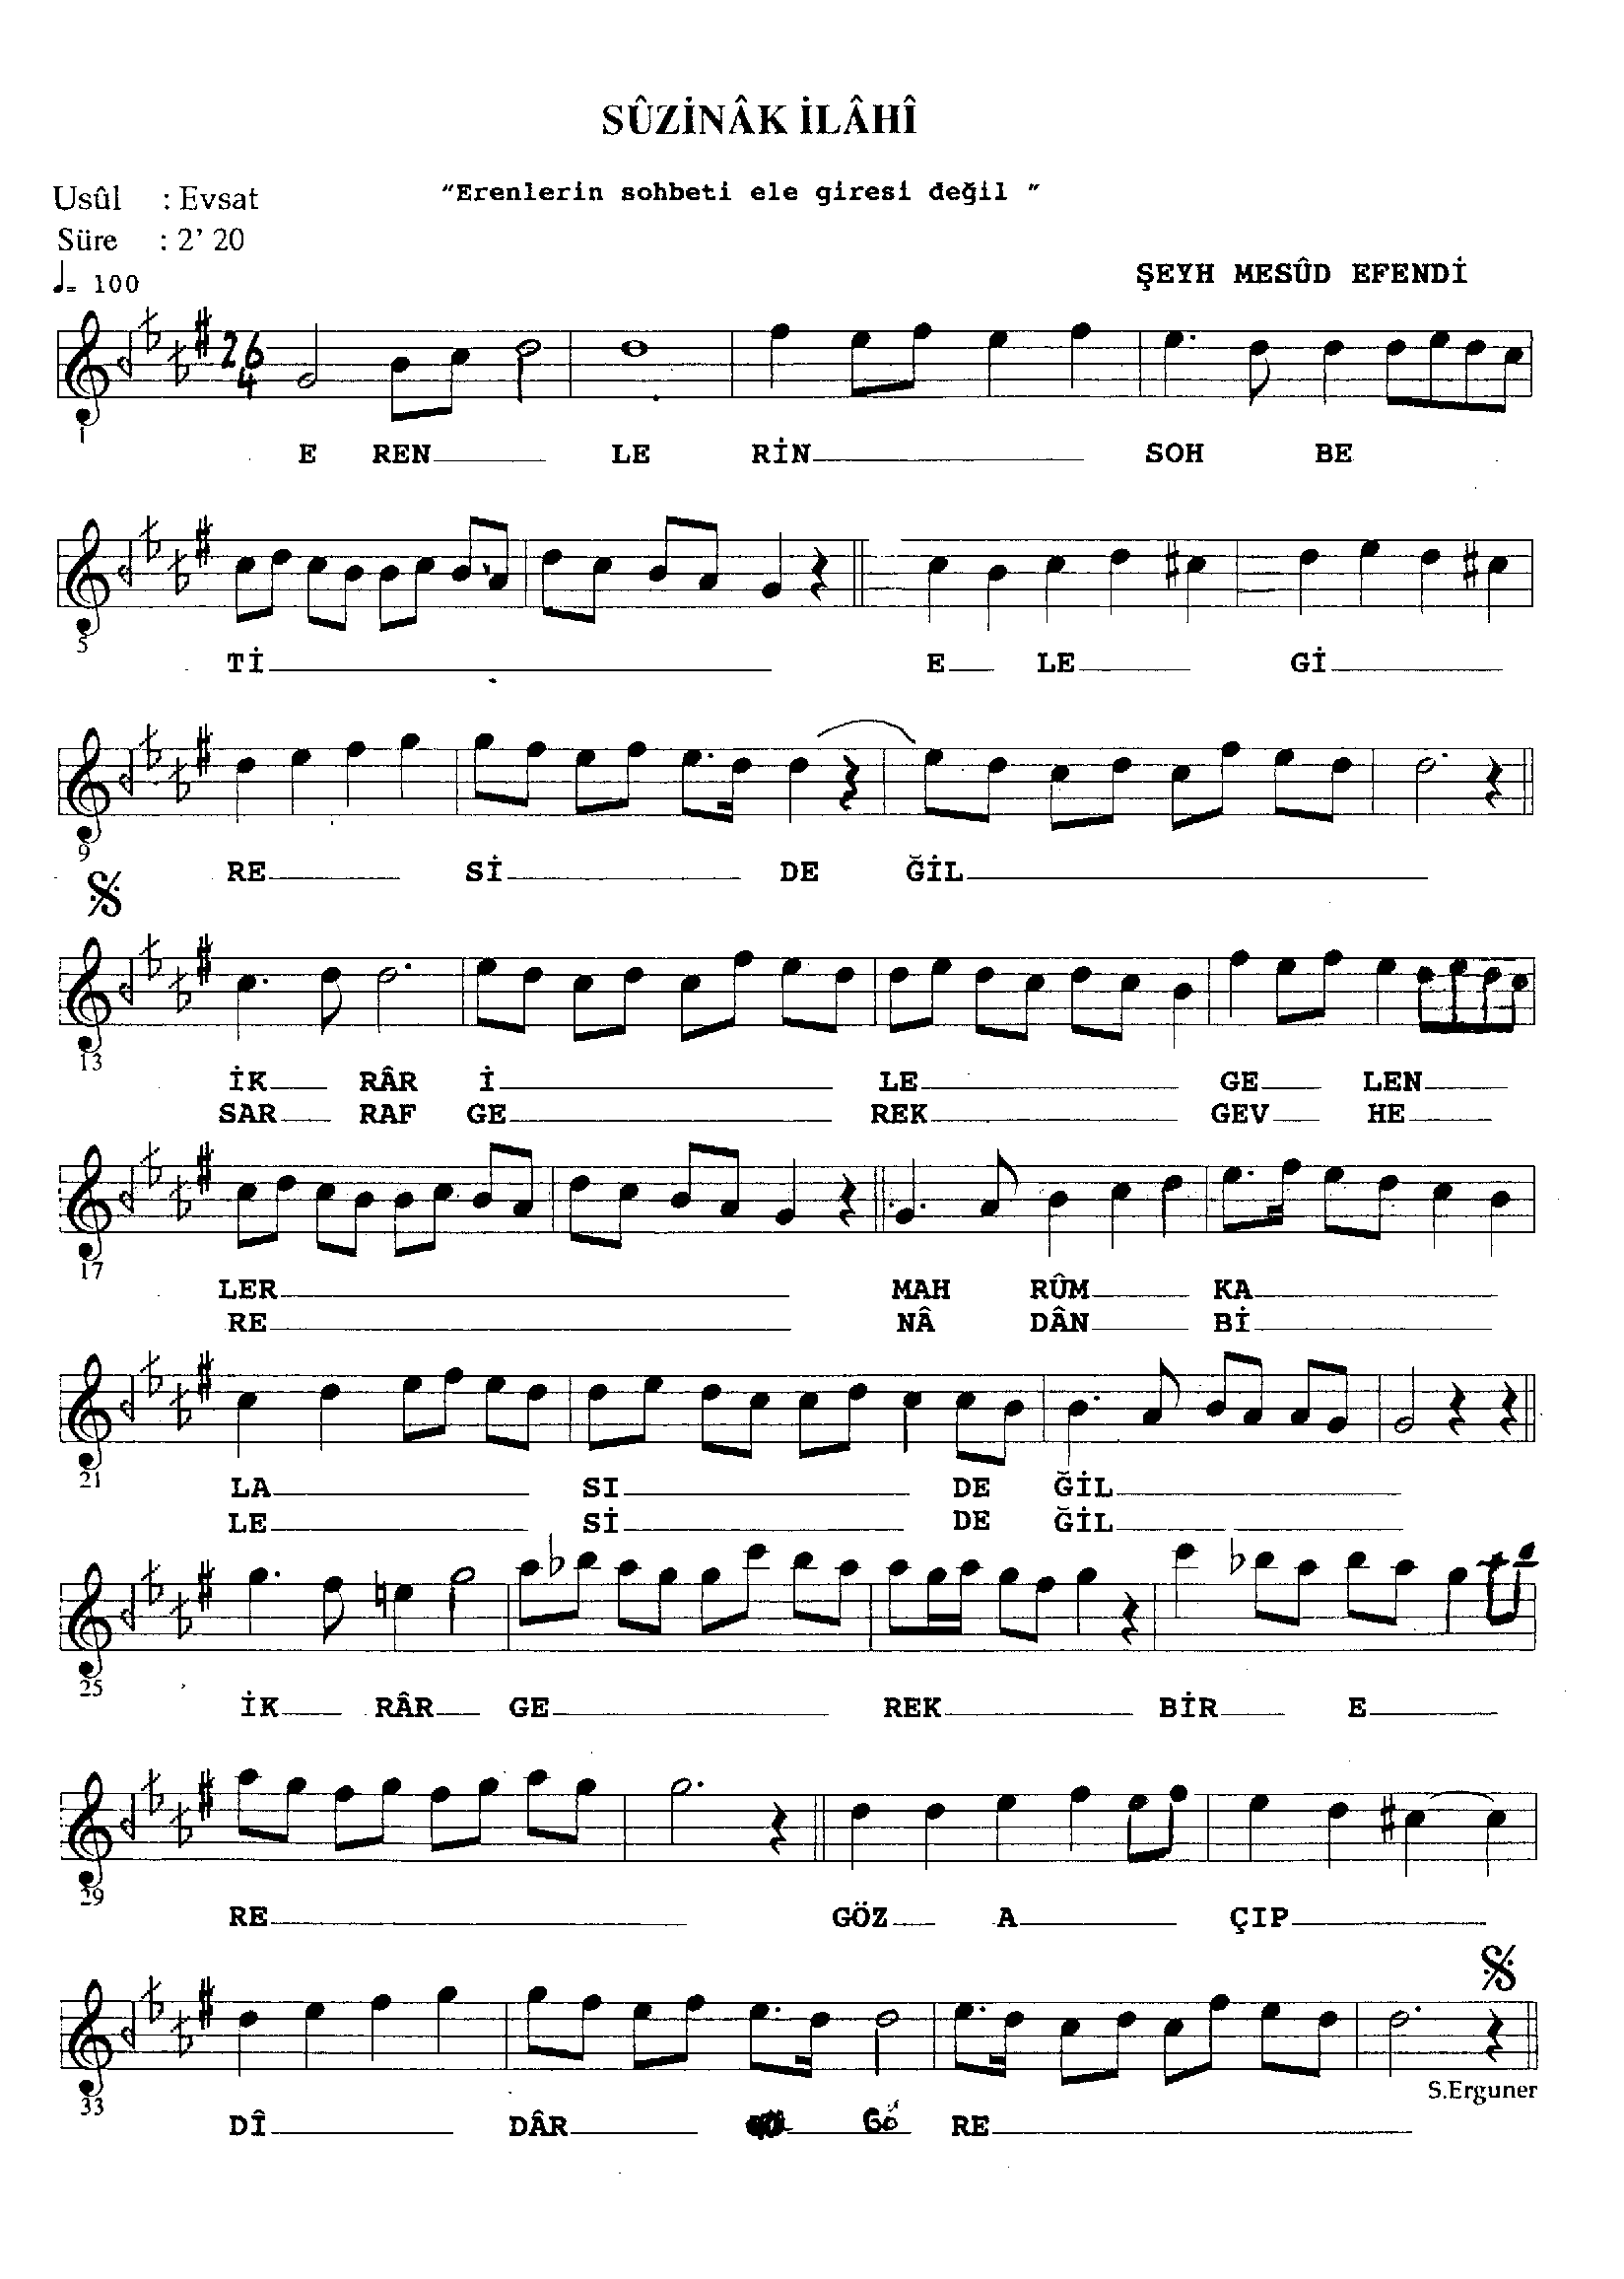 SÛZİNÂK İLÂHÎ
Usûl : Evsat
"Erenlerin sohbeti ele giresi değil "
Süre : 2' 20
♩= 100
ŞEYH MESÛD EFENDİ
26
4
1
E REN LE RİN SOH BE
5
Tİ E LE Gİ
9
RE Sİ DE ĞİL
13
İK RÂR İ LE GE LEN
SAR RAF GE REK GEV HE
17
LER MAH RÛM KA
RE NÂ DÂN Bİ
21
LA SI DE ĞİL
LE Sİ DE ĞİL
25
İK RÂR GE REK BİR E
29
RE GÖZ A ÇIP
33
S.Erguner
DÎ DÂR Gö RE